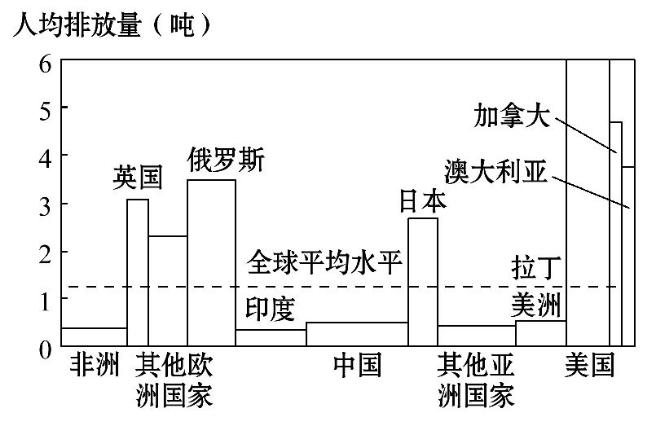 人均排放量（吨）
6
5
4
3
2
1
0
英国
俄罗斯
全球平均水平
印度
日本
加拿大
澳大利亚
拉丁
美洲
非洲
其他欧
洲国家
中国
其他亚
洲国家
美国